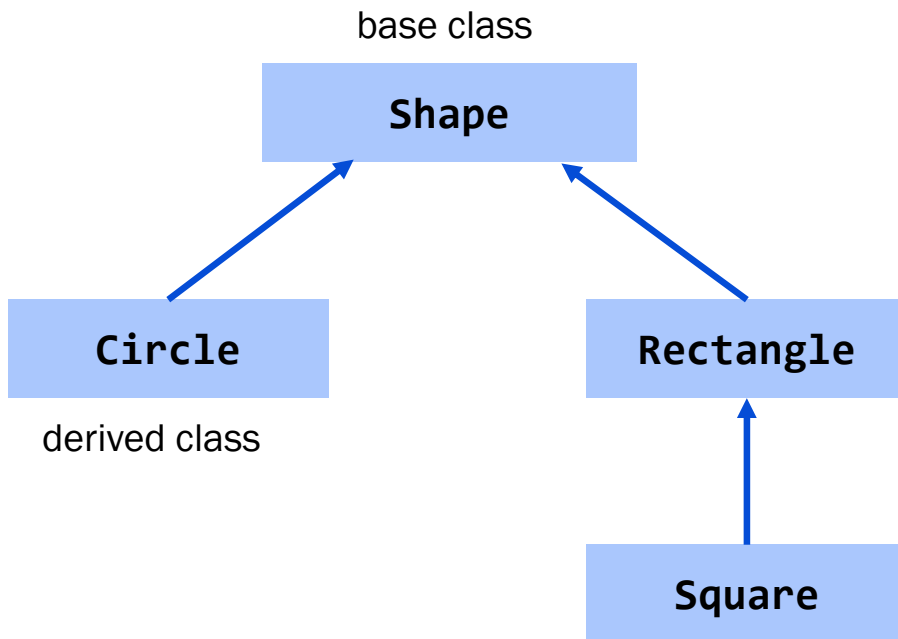 base class
Shape
Circle
Rectangle
derived class
Square